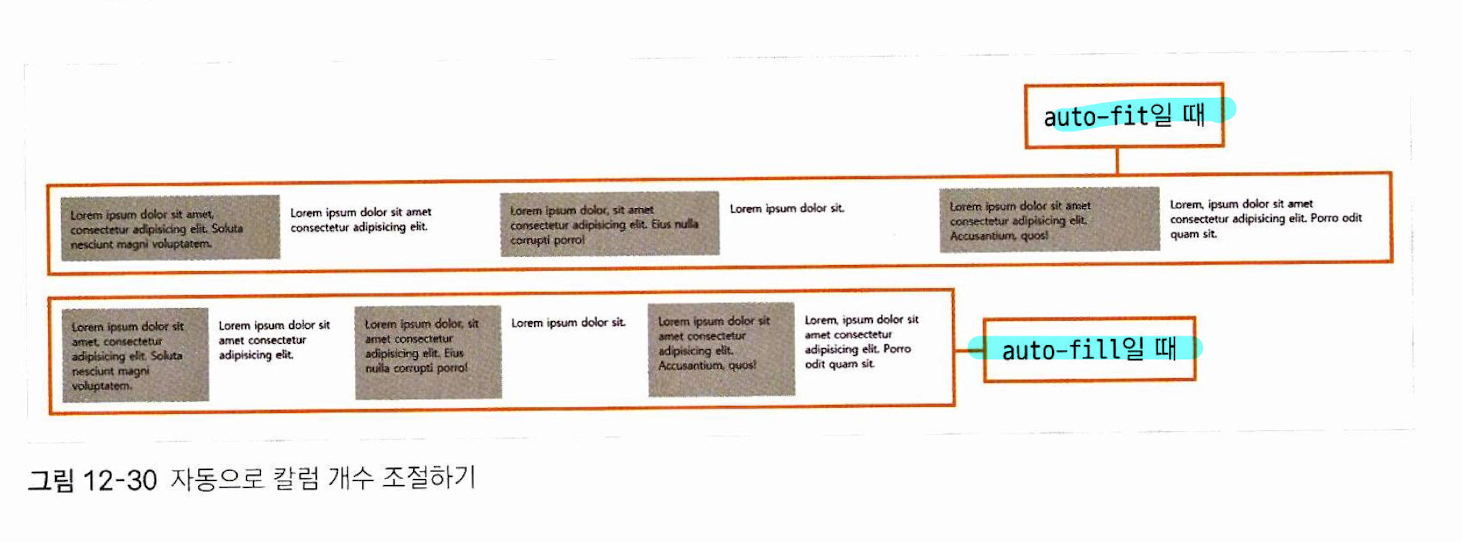 auto-fit일 때
Lorem ipsum dolor sit amet,
consectetur adipisicing elit. Soluta
nesciunt magni voluptatem.
Lorem ipsum dolor sit amet
consectetur adipisicing elit.
Lorem ipsum dolor, sit amet
consectetur adipisicing elit. Eius nulla
corrupti porro!
Lorem ipsum dolor sit.
Lorem ipsum dolor sit amet
consectetur adipisicing elit.
Accusantium, quos!
Lorem, ipsum dolor sit amet
consectetur adipisicing elit. Porro odit
quam sit.
Lorem ipsum dolor sit
amet, consectetur
adipisicing elit. Soluta
nesciunt magni
voluptatem.
Lorem ipsum dolor sit
amet consectetur
adipisicing elit.
Lorem ipsum dolor, sit
amet consectetur
adipisicing elit. Eius
nulla corrupti porro!
Lorem ipsum dolor sit.
Lorem ipsum dolor sit
amet consectetur
adipisicing elit.
Accusantium, quos!
Lorem, ipsum dolor sit
amet consectetur
adipisicing elit. Porro
odit quam sit.
auto-fill일 때
그림 12-30 자동으로 칼럼 개수 조절하기